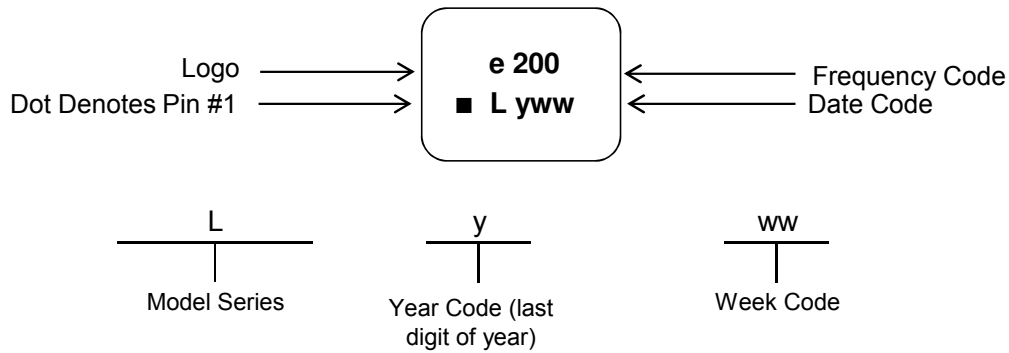 e 200
Logo
Frequency Code
Dot Denotes Pin #1
■ L yww
Date Code
L
y
ww
Model Series
Year Code (last
digit of year)
Week Code